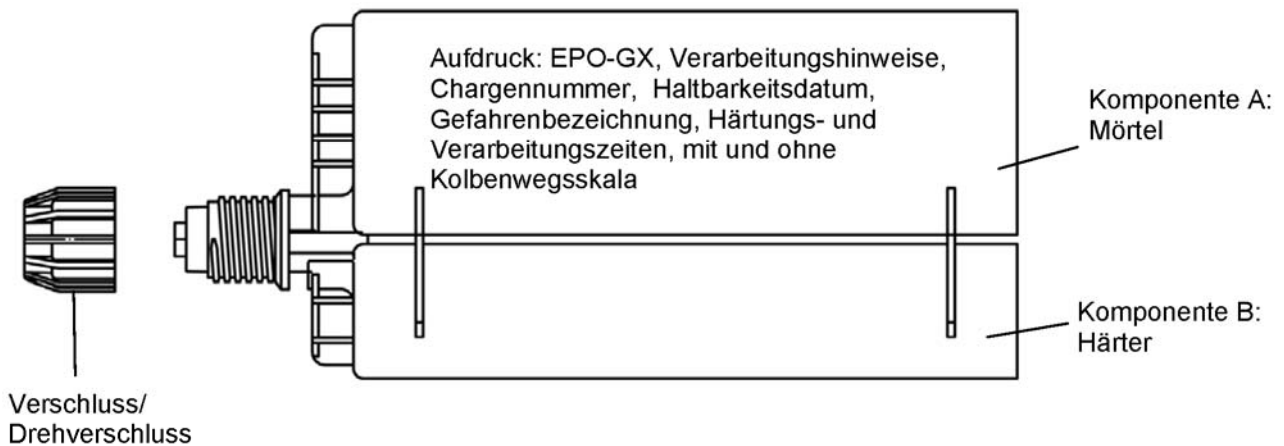 Aufdruck: EPO-GX, Verarbeitungshinweise,
Chargennummer, Haltbarkeitsdatum,
Gefahrenbezeichnung, Härtungs- und
Verarbeitungszeiten, mit und ohne
Kolbenwegsskala
Komponente A:
Mörtel
Komponente B:
Härter
Verschluss/
Drehverschluss